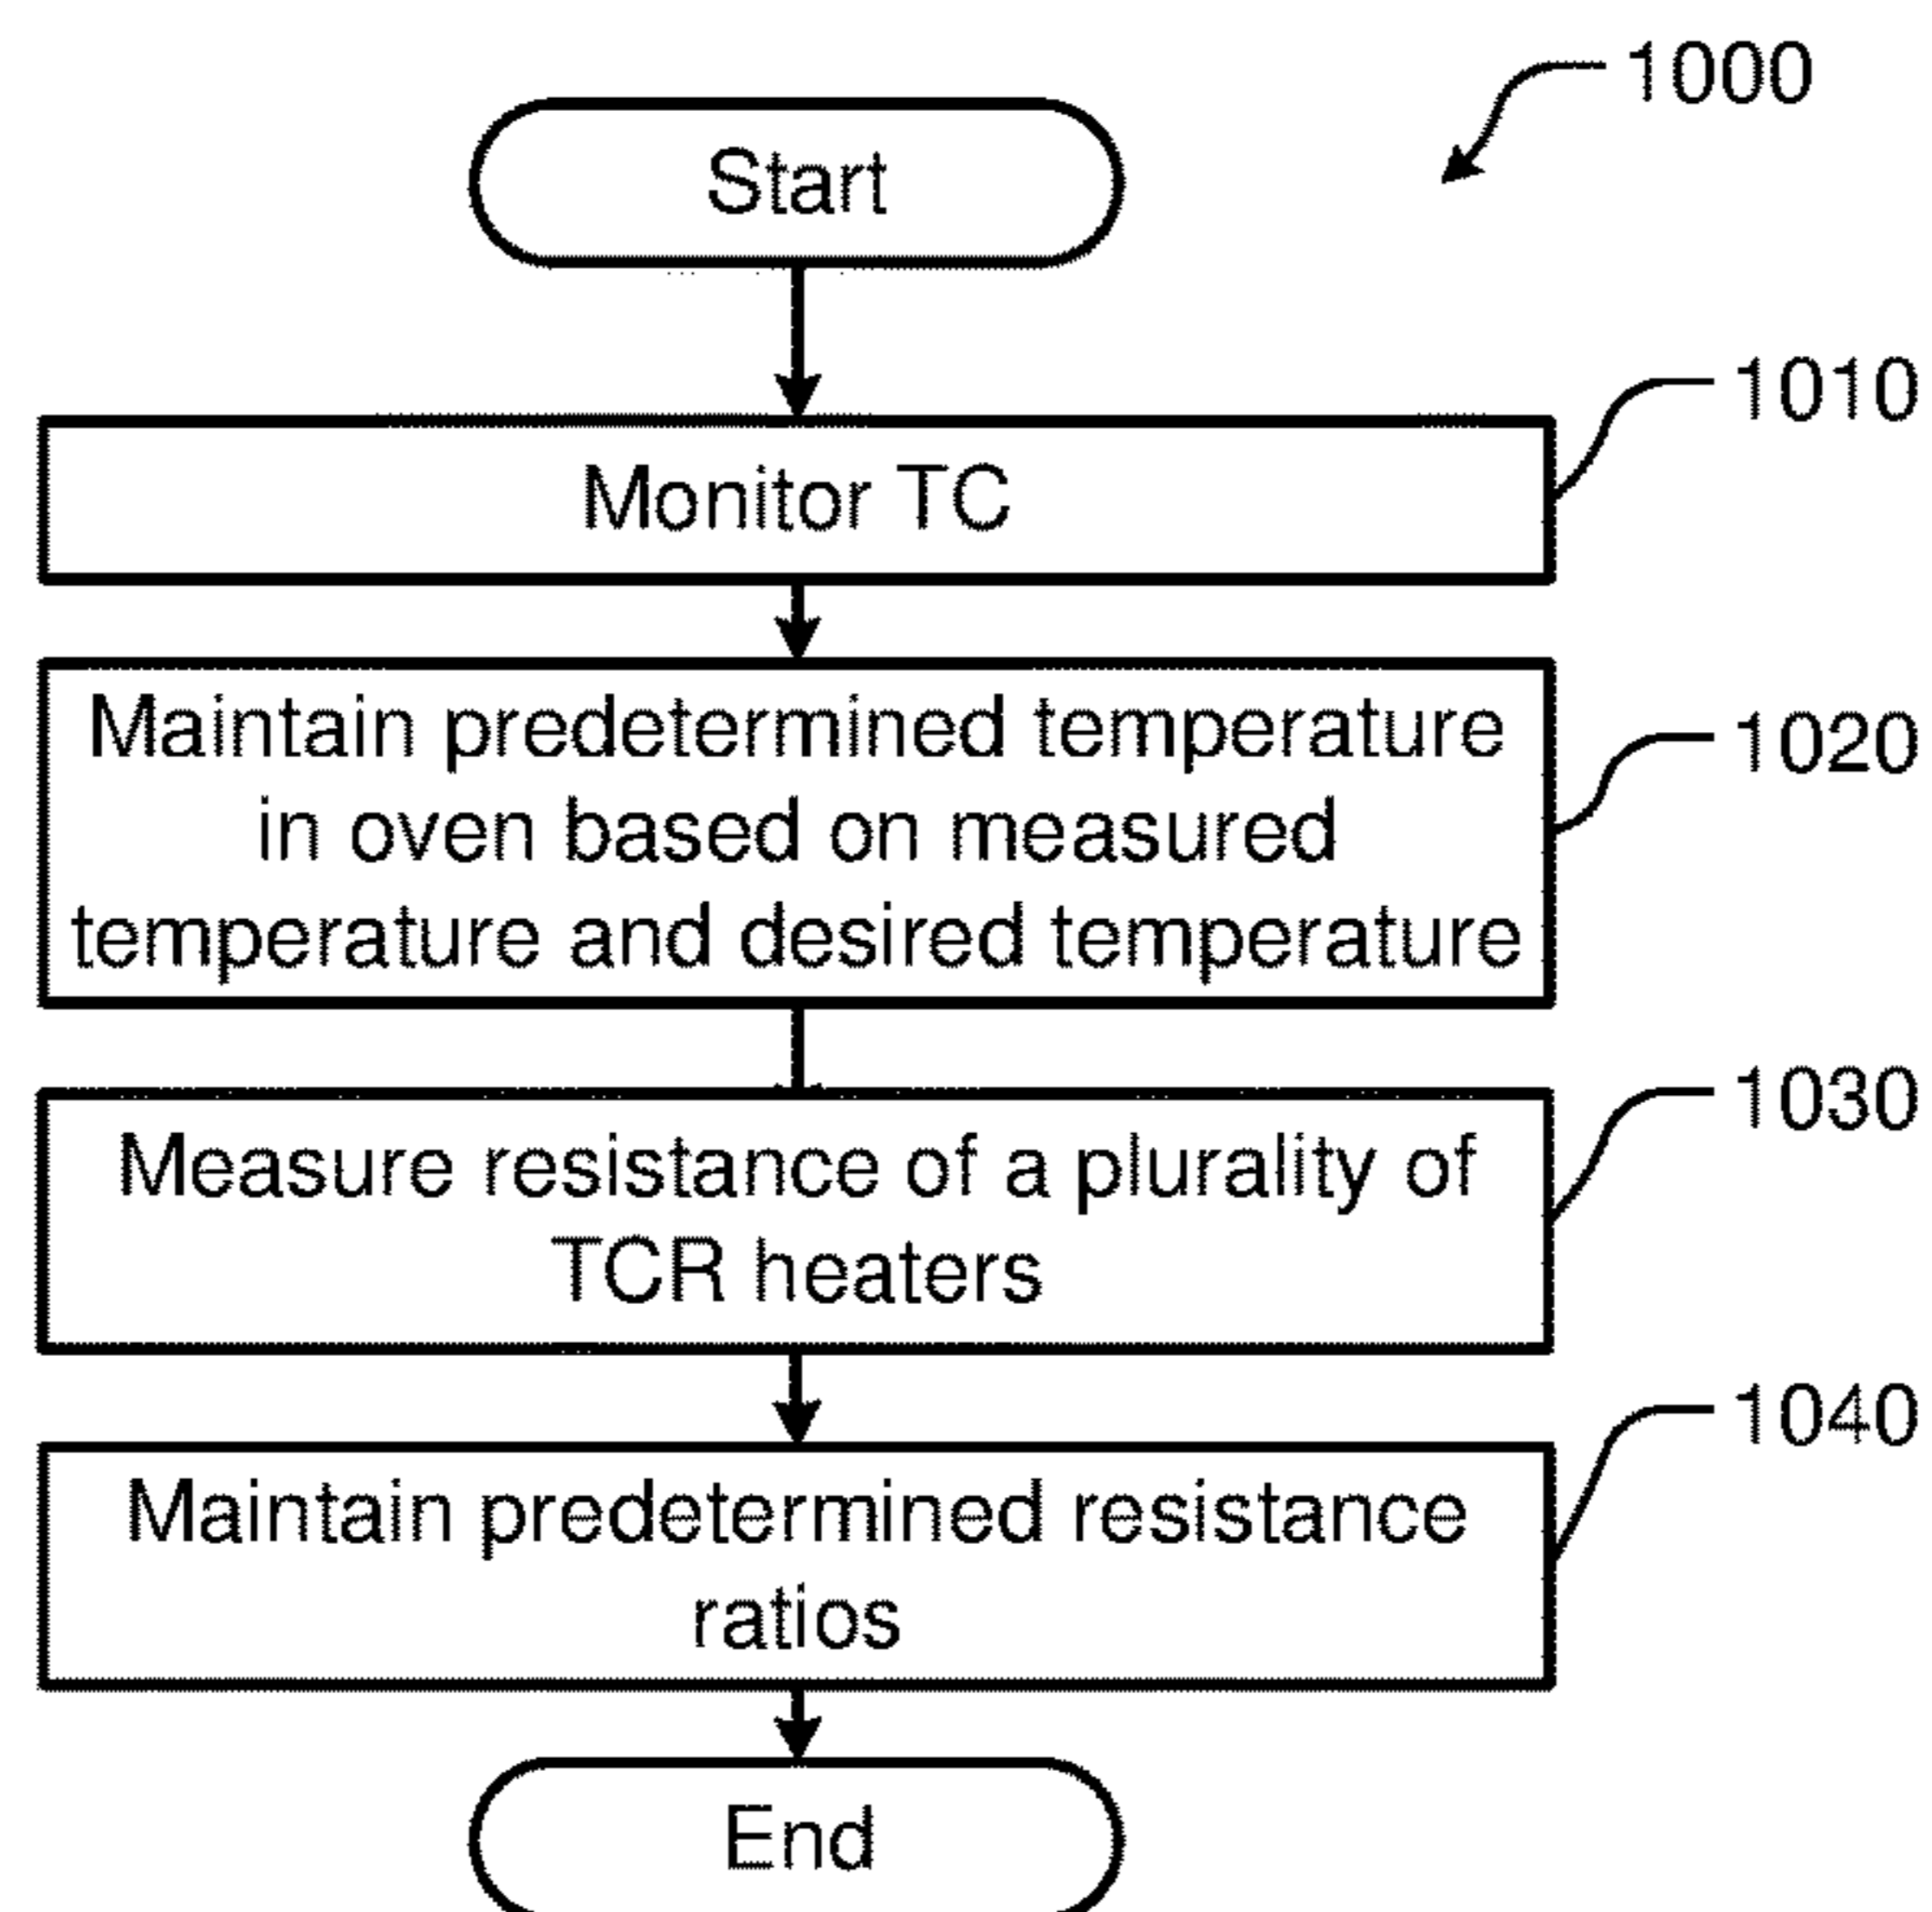 1000
Start
1010
Monitor TC
Maintain predetermined temperature
1020
in oven based on measured
temperature and desired temperature
1030
Measure resistance of a plurality of
TCR heaters
1040
Maintain predetermined resistance
ratios
End